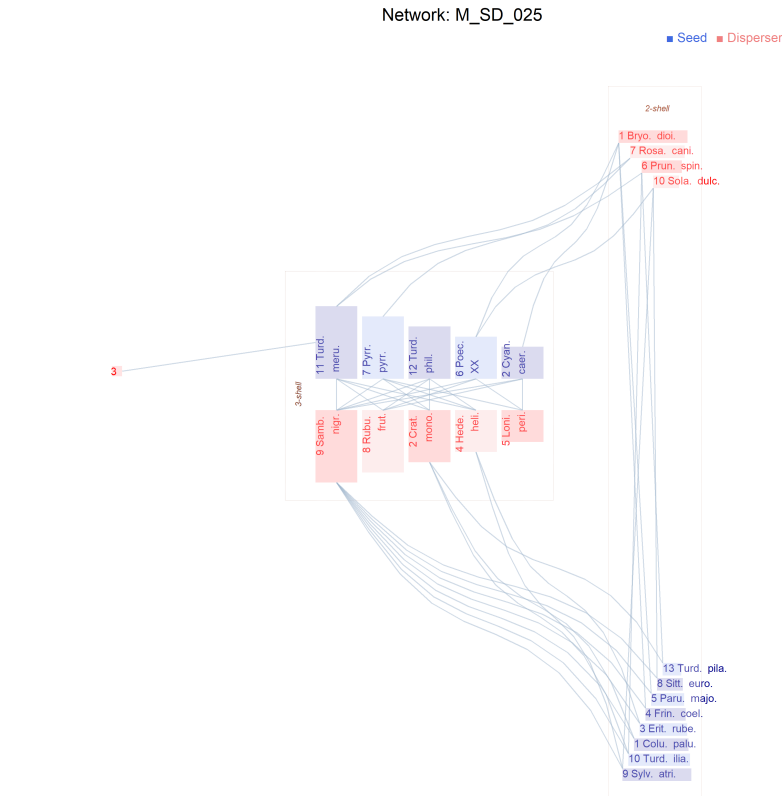 Network: M_SD_025
Seed Disperser
2-shell
1 Bryo. dioi.
7 Rosa. cani.
6 Prun. spin.
10 Sola. dulc.
3-shell
11 Turd.
meru.
7 Pyrr.
pyrr.
12 Turd.
phil.
6 Poec.
XX
2 Cyan.
caer.
3
9 Samb.
nigr.
8 Rubu.
frut.
2 Crat.
mono.
4 Hede.
heli.
5 Loni.
peri.
13 Turd. pila.
8 Sitt. euro.
5 Paru. majo.
4 Frin. coel.
3 Erit. rube.
1 Colu. palu.
10 Turd. ilia.
9 Sylv. atri.